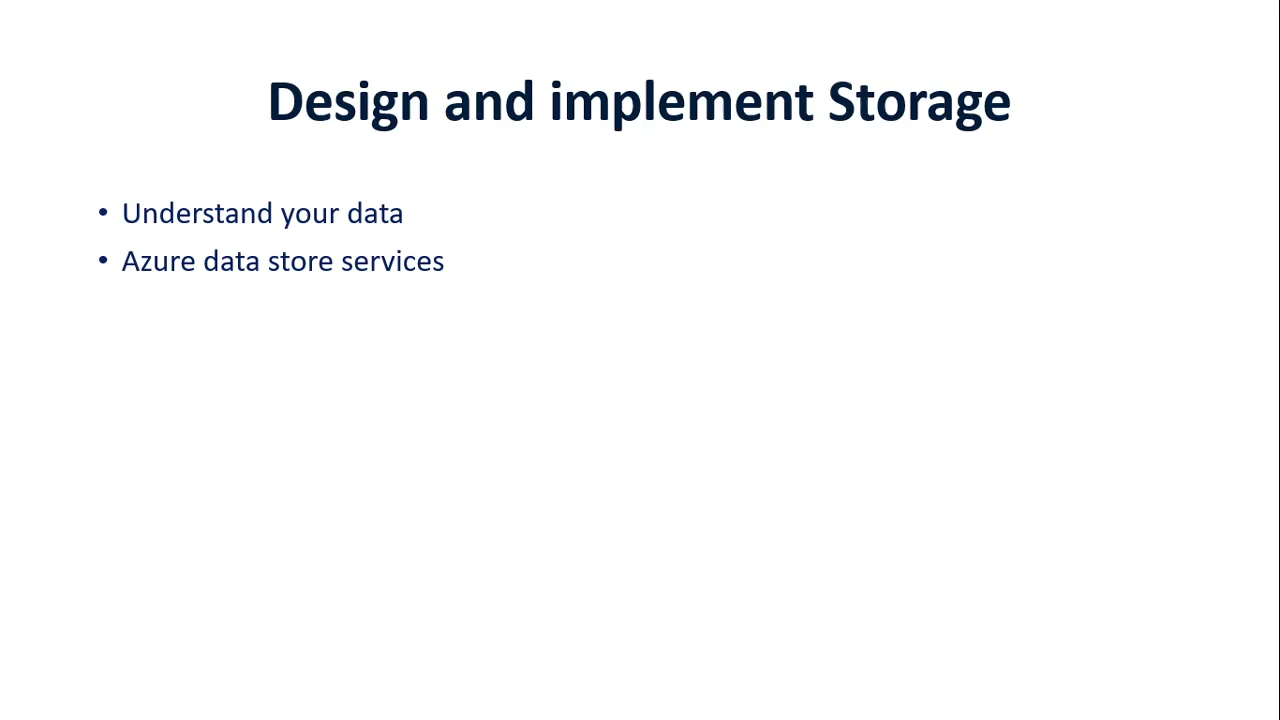 Design and implement Storage
• Understand your data
• Azure data store services